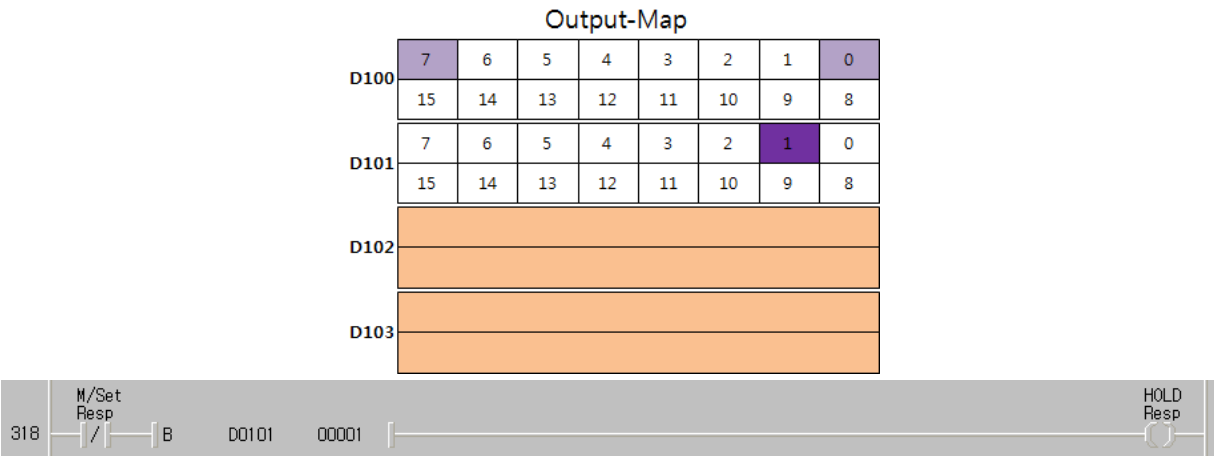 Output-Map
D100
7 6 5 4 3 2 1 0
15 14 13 12 11 10 9 8
D101
7 6 5 4 3 2 1 0
15 14 13 12 11 10 9 8
D102
D103
M/Set
Resp
HOLD
Resp
318 / B D0101 00001